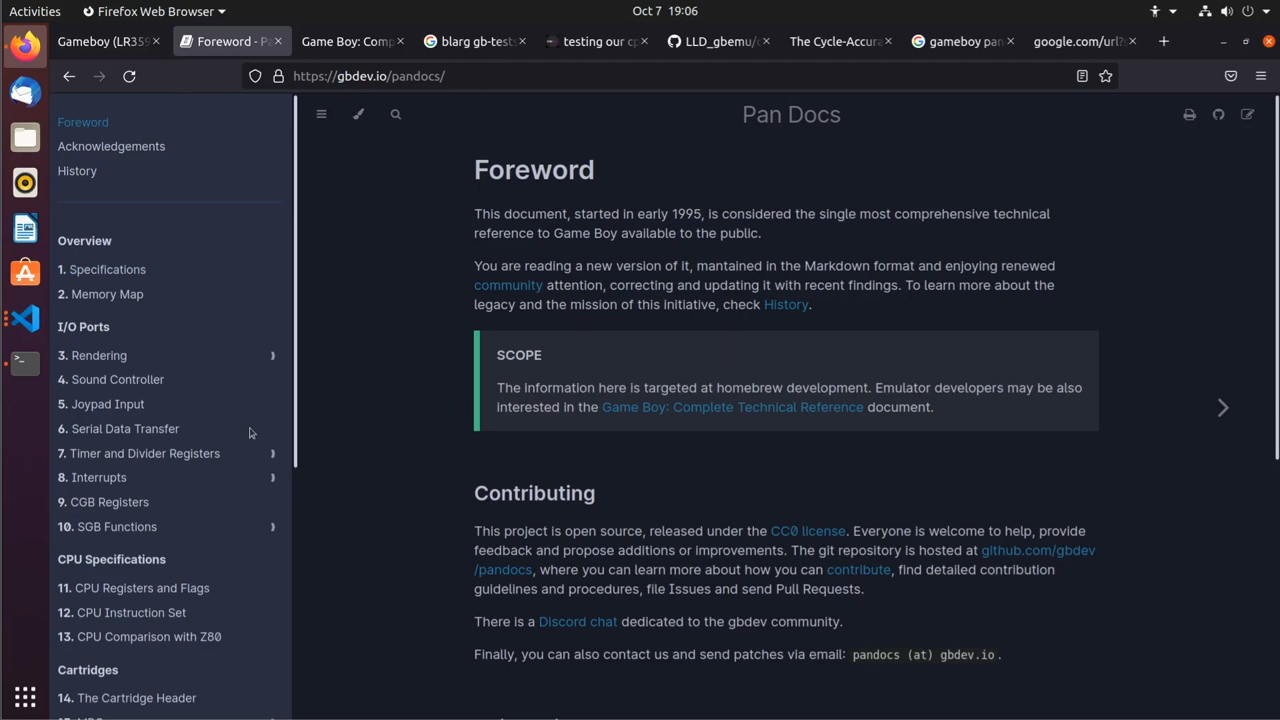 Activities
Firefox Web Browser
Oct 7 19:06
Gameboy (LR359
Foreword - Pa
Game Boy: Comp
blarg gb-tests
testing our cp
LLD_gbemu/c
The Cycle-Accura
gameboy pan
google.com/url?s
https://gbdev.io/pandocs/
Foreword
Acknowledgements
History
Overview
1. Specifications
2. Memory Map
I/O Ports
3. Rendering
4. Sound Controller
5. Joypad Input
6. Serial Data Transfer
7. Timer and Divider Registers
8. Interrupts
9. CGB Registers
10. SGB Functions
CPU Specifications
11. CPU Registers and Flags
12. CPU Instruction Set
13. CPU Comparison with Z80
Cartridges
14. The Cartridge Header
Pan Docs
Foreword
This document, started in early 1995, is considered the single most comprehensive technical
reference to Game Boy available to the public.
You are reading a new version of it, mantained in the Markdown format and enjoying renewed
community attention, correcting and updating it with recent findings. To learn more about the
legacy and the mission of this initiative, check History.
SCOPE
The information here is targeted at homebrew development. Emulator developers may be also
interested in the Game Boy: Complete Technical Reference document.
Contributing
This project is open source, released under the CC0 license. Everyone is welcome to help, provide
feedback and propose additions or improvements. The git repository is hosted at github.com/gbdev
/pandocs, where you can learn more about how you can contribute, find detailed contribution
guidelines and procedures, file Issues and send Pull Requests.
There is a Discord chat dedicated to the gbdev community.
Finally, you can also contact us and send patches via email: pandocs (at) gbdev.io.